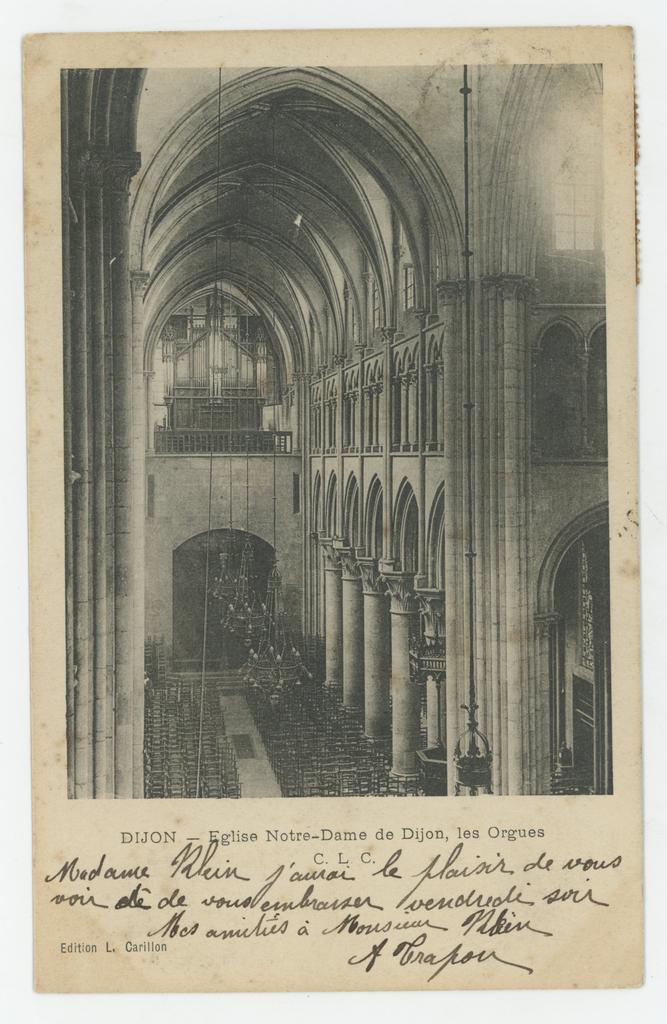 DIJON — Eglise Notre-Dame de Dijon, les Orgues
C. L. C.
Madame Klein j'aurai le plaisir de vous
voir et de vous embrasser vendredi soir
Mes amitiés à Monsieur Klein
A Trapon
Edition L. Carillon